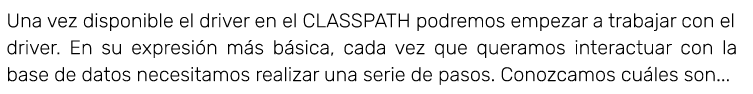 Una vez disponible el driver en el CLASSPATH podremos empezar a trabajar con el
driver. En su expresión más básica, cada vez que queramos interactuar con la
base de datos necesitamos realizar una serie de pasos. Conozcamos cuáles son...